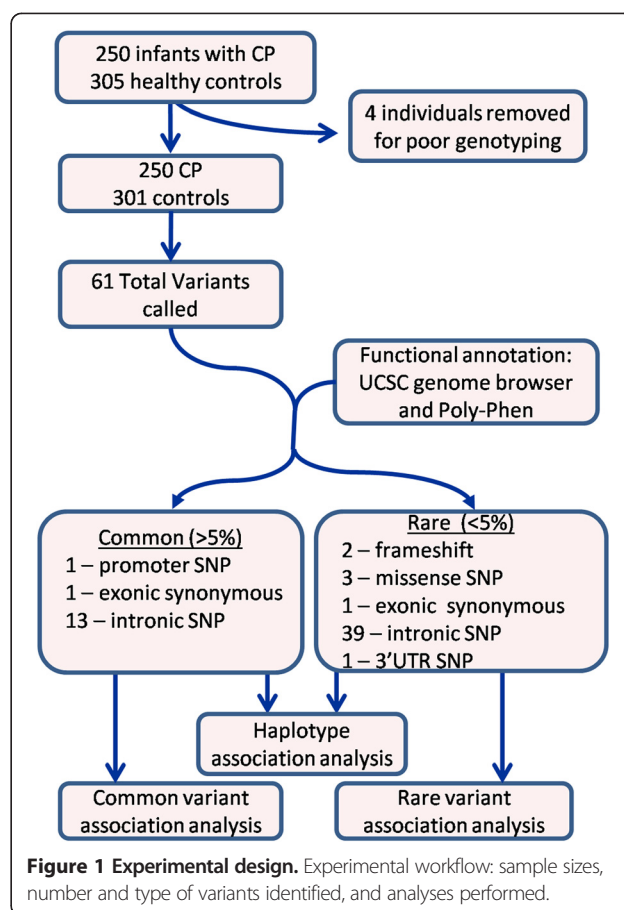 250 infants with CP
305 healthy controls
4 individuals removed
for poor genotyping
250 CP
301 controls
61 Total Variants
called
Functional annotation:
UCSC genome browser
and Poly-Phen
Common (>5%)
1 – promoter SNP
1 – exonic synonymous
13 – intronic SNP
Rare (<5%)
2 – frameshift
3 – missense SNP
1 – exonic synonymous
39 – intronic SNP
1 – 3'UTR SNP
Haplotype
association analysis
Common variant
association analysis
Rare variant
association analysis
Figure 1 Experimental design. Experimental workflow: sample sizes,
number and type of variants identified, and analyses performed.